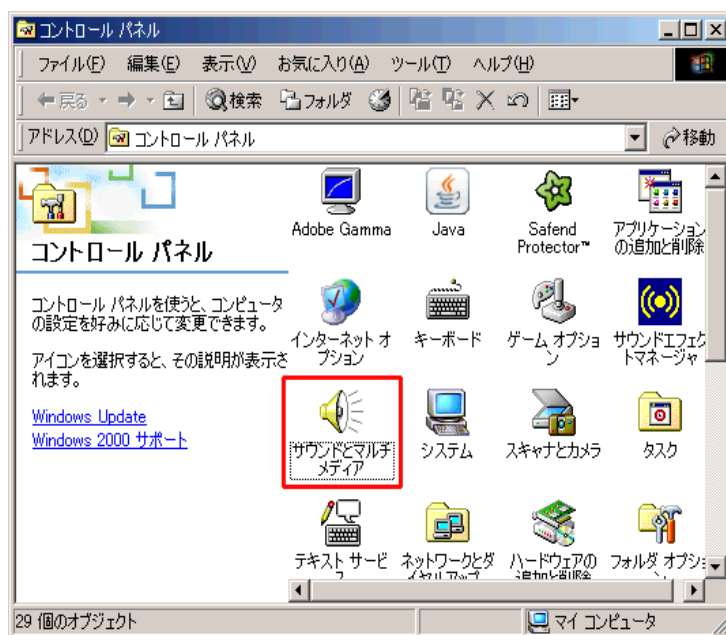 コントロール パネル
ファイル(F) 編集(E) 表示(V) お気に入り(A) ツール(T) ヘルプ(H)
戻る 検索 フォルダ
アドレス(D) コントロール パネル 移動
コントロール パネル
コントロール パネルを使うと、コンピュータ
の設定を好みに応じて変更できます。
アイコンを選択すると、その説明が表示さ
れます。
Windows Update
Windows 2000 サポート
Adobe Gamma
Java
Safend
Protector™
アプリケーション
の追加と削除
インターネット オ
プション
キーボード
ゲーム オプショ
ン
サウンドエフェク
トマネージャ
サウンドとマルチ
メディア
システム
スキャナとカメラ
タスク
テキスト サービ
ネットワークとダ
イヤルアップ
ハードウェアの
追加と削除
フォルダ オプショ
29 個のオブジェクト
マイ コンピュータ